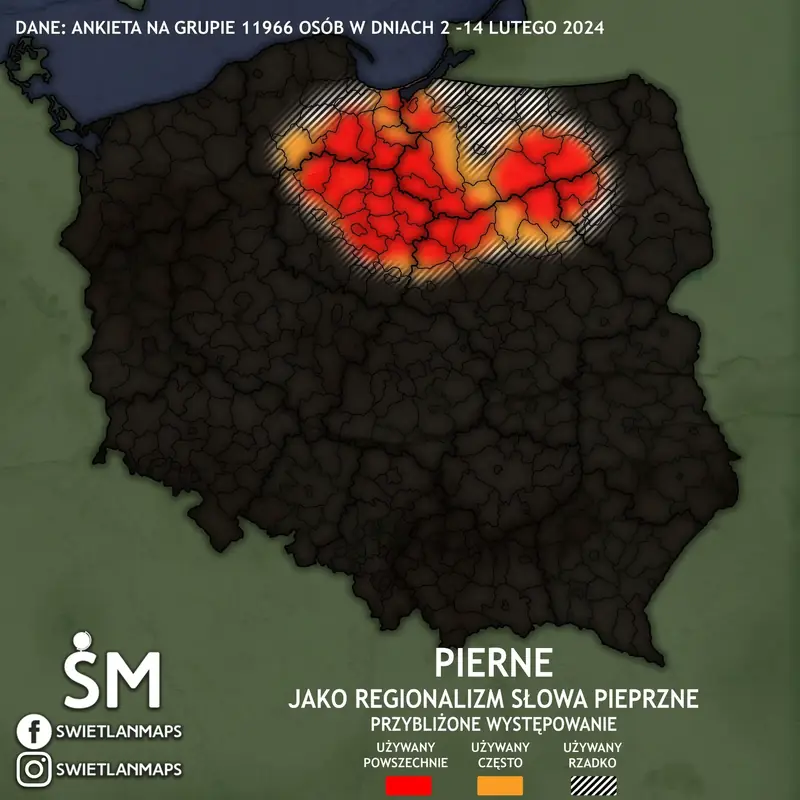 DANE: ANKIETA NA GRUPIE 11966 OSÓB W DNIACH 2 -14 LUTEGO 2024
ŚM
SWIETLANMAPS
SWIETLANMAPS
PIERNE
JAKO REGIONALIZM SŁOWA PIEPRZNE
PRZYBLIŻONE WYSTĘPOWANIE
UŻYWANY POWSZECHNIE
UŻYWANY CZĘSTO
UŻYWANY RZADKO